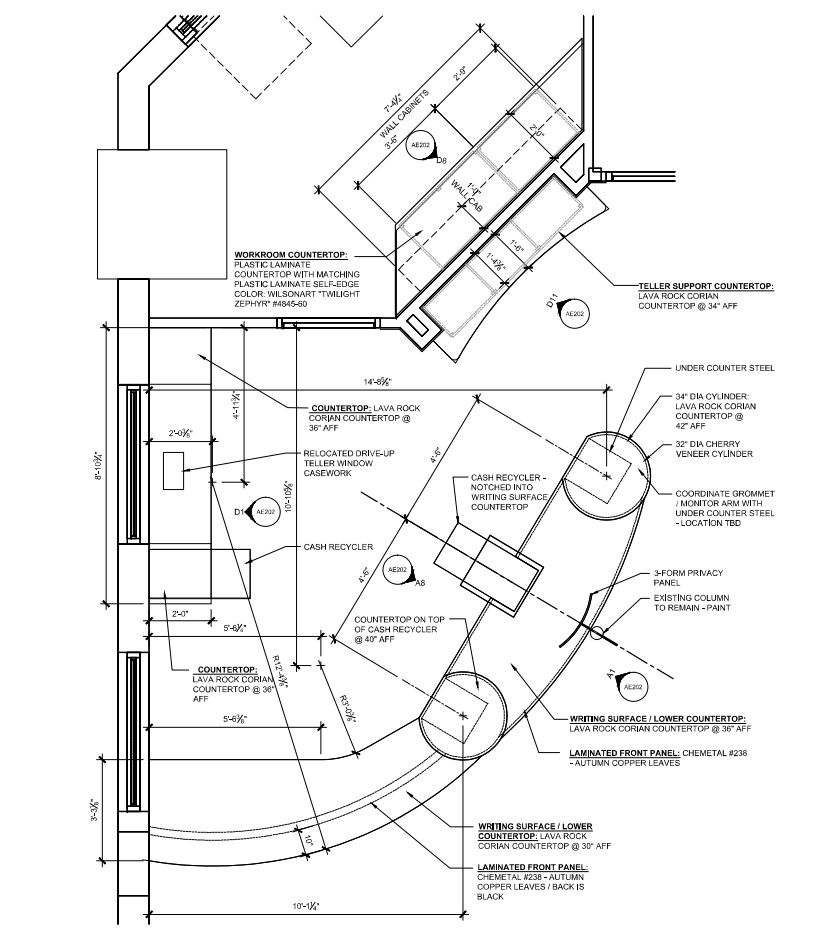 2'-9"
7'-4¼"
WALL CABINETS
3'-6"
AE202
D8
2'-0"
1'-0"
WALL CAB
1'-6"
1'-4⅜"
WORKROOM COUNTERTOP:
PLASTIC LAMINATE
COUNTERTOP WITH MATCHING
PLASTIC LAMINATE SELF-EDGE
COLOR: WILSONART "TWILIGHT
ZEPHYR" #4845-60
TELLER SUPPORT COUNTERTOP:
LAVA ROCK CORIAN
COUNTERTOP @ 34" AFF
D11
AE202
14'-8⅝"
4'-11¾"
COUNTERTOP: LAVA ROCK
CORIAN COUNTERTOP @
36" AFF
UNDER COUNTER STEEL
34" DIA CYLINDER:
LAVA ROCK CORIAN
COUNTERTOP @
42" AFF
32" DIA CHERRY
VENEER CYLINDER
COORDINATE GROMMET
/ MONITOR ARM WITH
UNDER COUNTER STEEL
- LOCATION TBD
2'-0⅜"
RELOCATED DRIVE-UP
TELLER WINDOW
CASEWORK
8'-10¾"
4'-6"
CASH RECYCLER -
NOTCHED INTO
WRITING SURFACE
COUNTERTOP
D1
AE202
10'-10⅝"
CASH RECYCLER
AE202
A8
4'-6"
3-FORM PRIVACY
PANEL
EXISTING COLUMN
TO REMAIN - PAINT
2'-0"
5'-6¼"
COUNTERTOP ON TOP
OF CASH RECYCLER
@ 40" AFF
COUNTERTOP:
LAVA ROCK CORIAN
COUNTERTOP @ 36"
AFF
R12'-4⅜"
R3'-0⅜"
A1
AE202
5'-6¼"
WRITING SURFACE / LOWER COUNTERTOP:
LAVA ROCK CORIAN COUNTERTOP @ 36" AFF
LAMINATED FRONT PANEL: CHEMETAL #238
- AUTUMN COPPER LEAVES
3'-3⅛"
10"
WRITING SURFACE / LOWER
COUNTERTOP: LAVA ROCK
CORIAN COUNTERTOP @ 30" AFF
LAMINATED FRONT PANEL:
CHEMETAL #238 - AUTUMN
COPPER LEAVES / BACK IS
BLACK
10'-1¼"